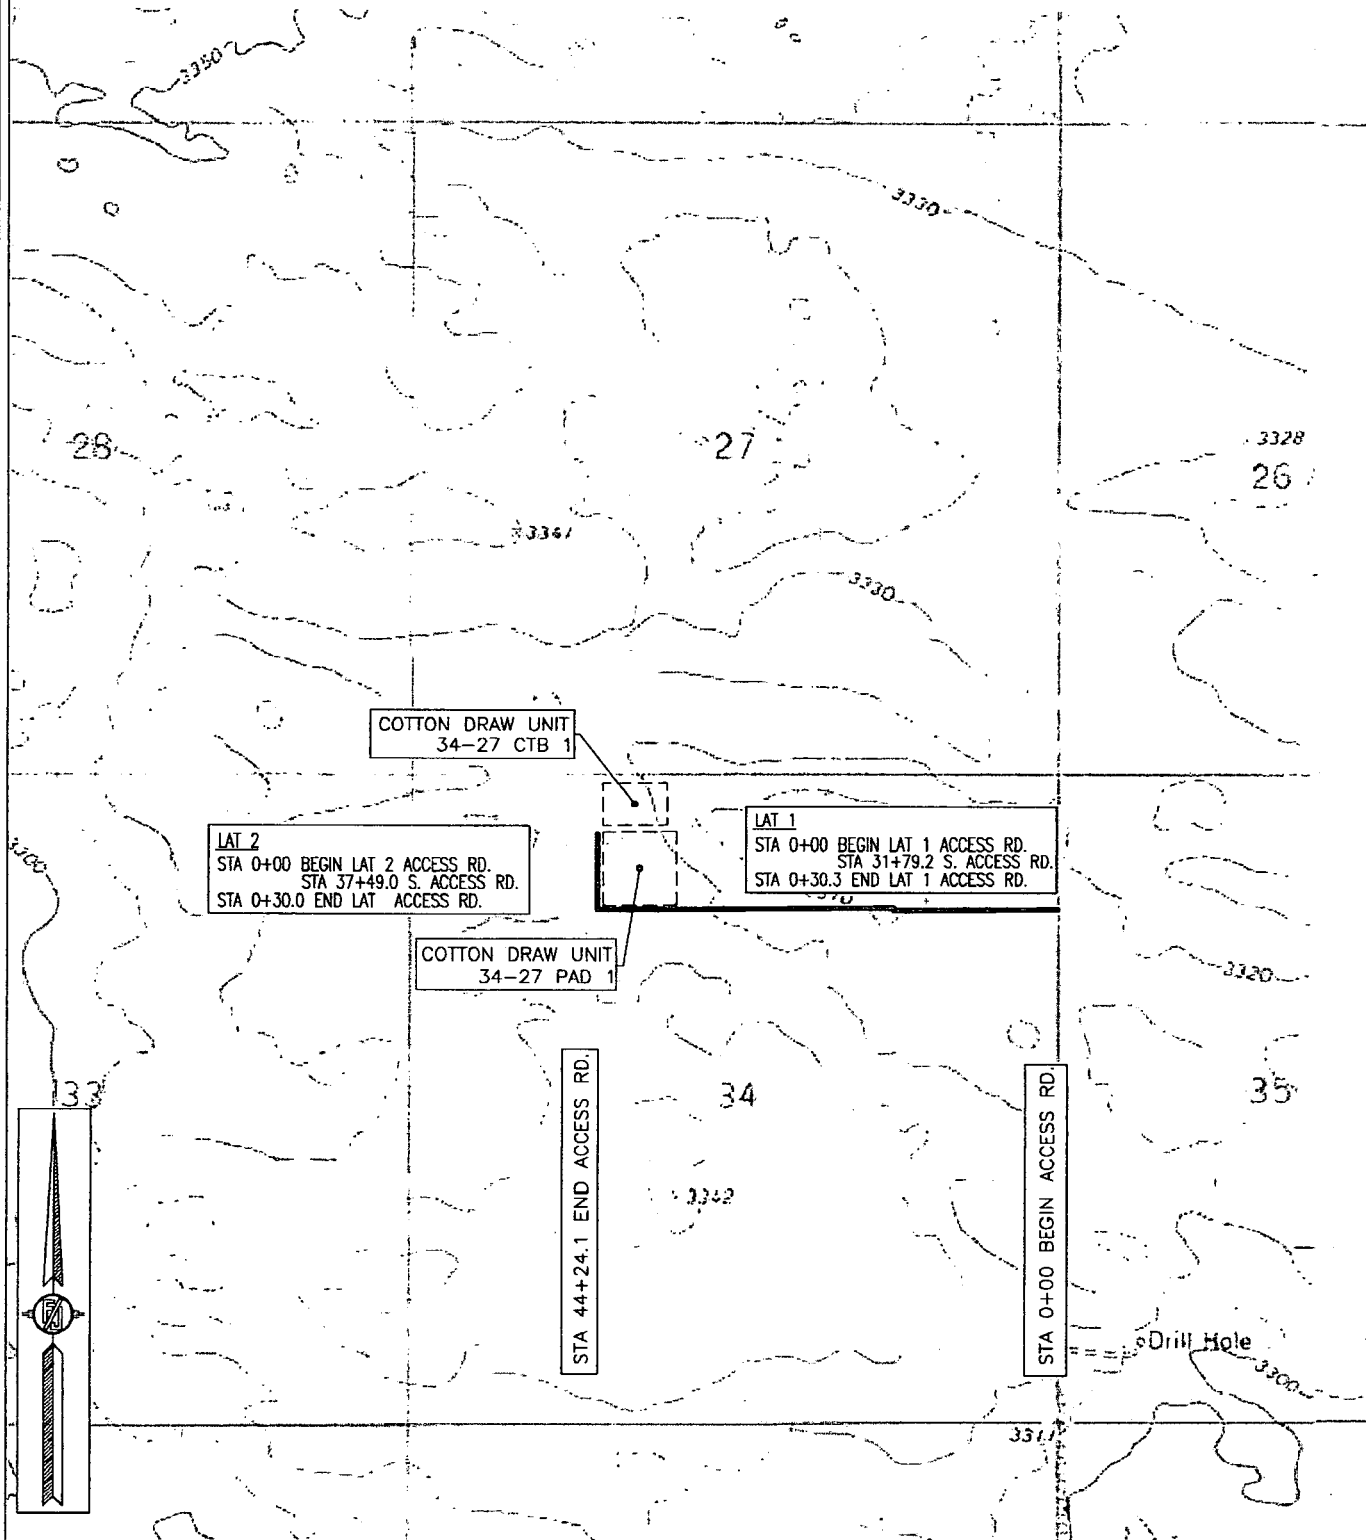 3350
3330
28
27
3328
26
3330
COTTON DRAW UNIT
34-27 CTB 1
LAT 1
STA 0+00 BEGIN LAT 1 ACCESS RD.
STA 31+79.2 S. ACCESS RD.
STA 0+30.3 END LAT 1 ACCESS RD.
LAT 2
STA 0+00 BEGIN LAT 2 ACCESS RD.
STA 37+49.0 S. ACCESS RD.
STA 0+30.0 END LAT ACCESS RD.
3300
COTTON DRAW UNIT
34-27 PAD 1
3320
33
34
35
STA 44+24.1 END ACCESS RD.
STA 0+00 BEGIN ACCESS RD.
Drill Hole
3300